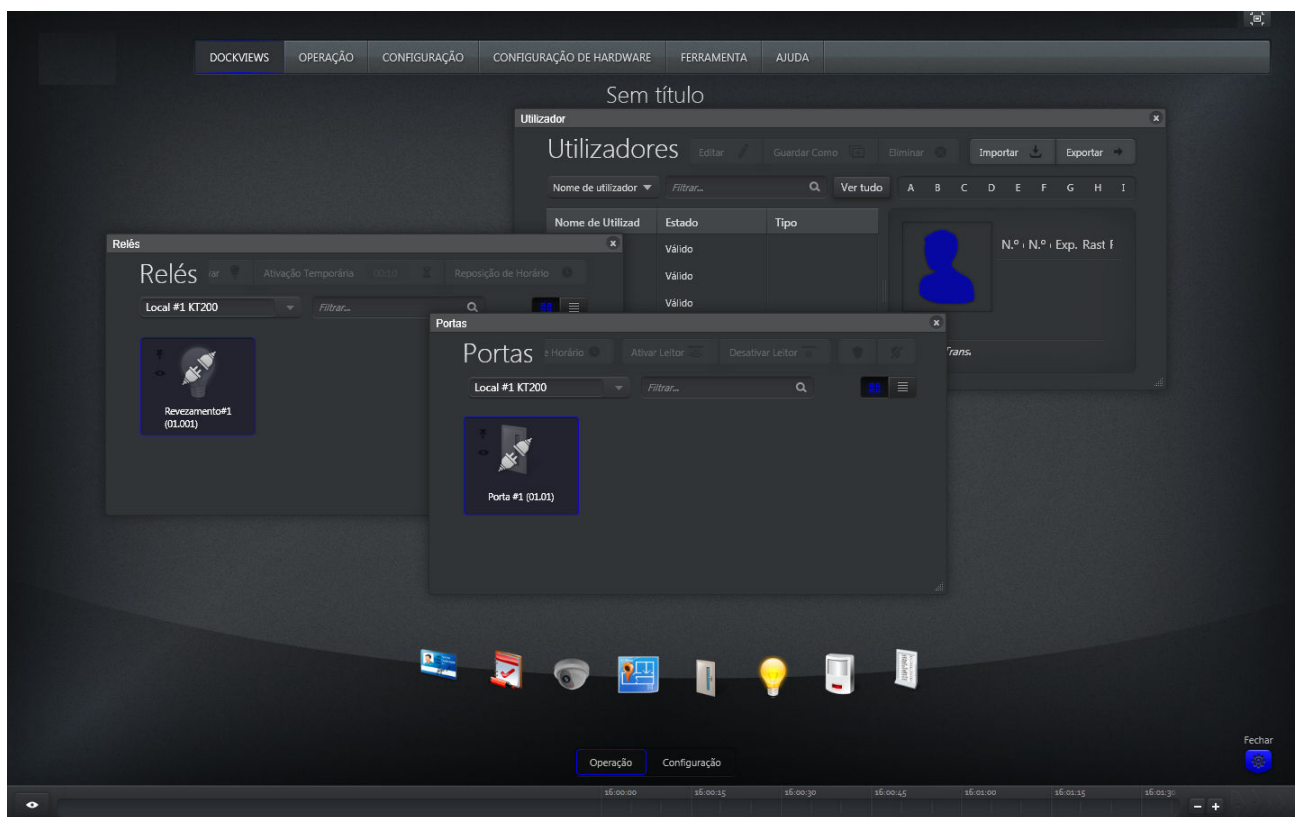 DOCKVIEWS OPERAÇÃO CONFIGURAÇÃO CONFIGURAÇÃO DE HARDWARE FERRAMENTA AJUDA
Sem título
Utilizador
Utilizadores Editar Guardar Como Eliminar Importar Exportar
Nome de utilizador Filtrar... Ver tudo A B C D E F G H I
Nome de Utilizad Estado Tipo
Válido
Válido
Válido
N.º N.º Exp. Rast F
Trans.
Relés
Relés rar Ativação Temporária 00:10 Reposição de Horário
Local #1 KT200 Filtrar...
Revezamento#1
(01.001)
Portas
Portas e Horário Ativar Leitor Desativar Leitor
Local #1 KT200 Filtrar...
Porta #1 (01.01)
Operação Configuração
Fechar
16:00:00 16:00:15 16:00:30 16:00:45 16:01:00 16:01:15 16:01:30